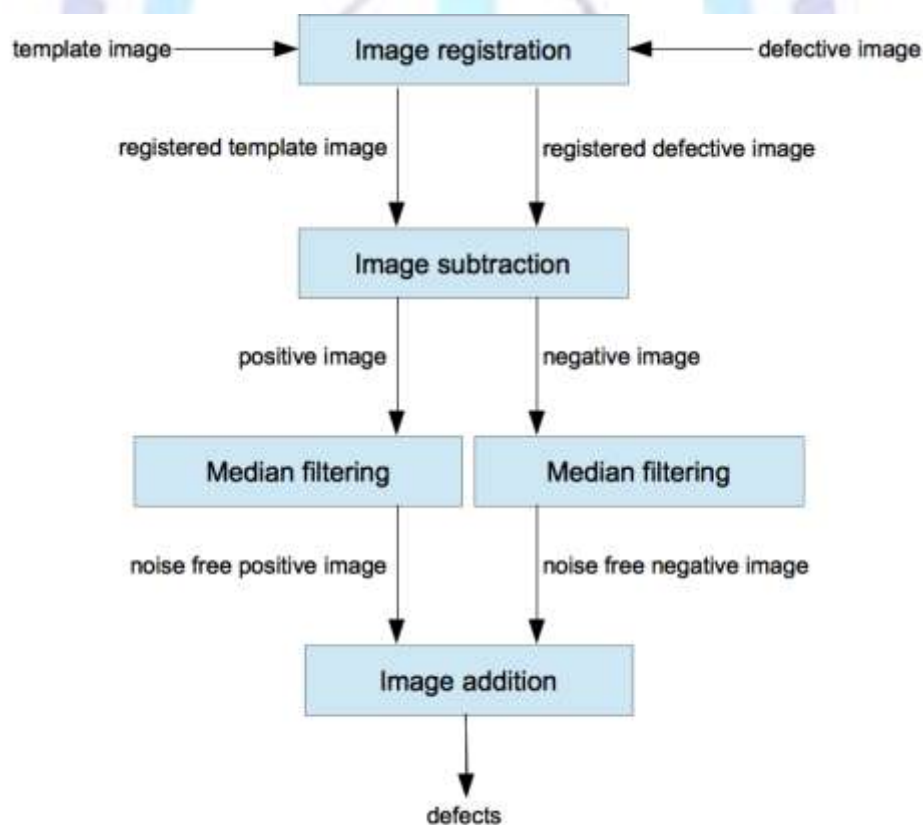 template image
Image registration
defective image
registered template image
registered defective image
Image subtraction
positive image
negative image
Median filtering
Median filtering
noise free positive image
noise free negative image
Image addition
defects